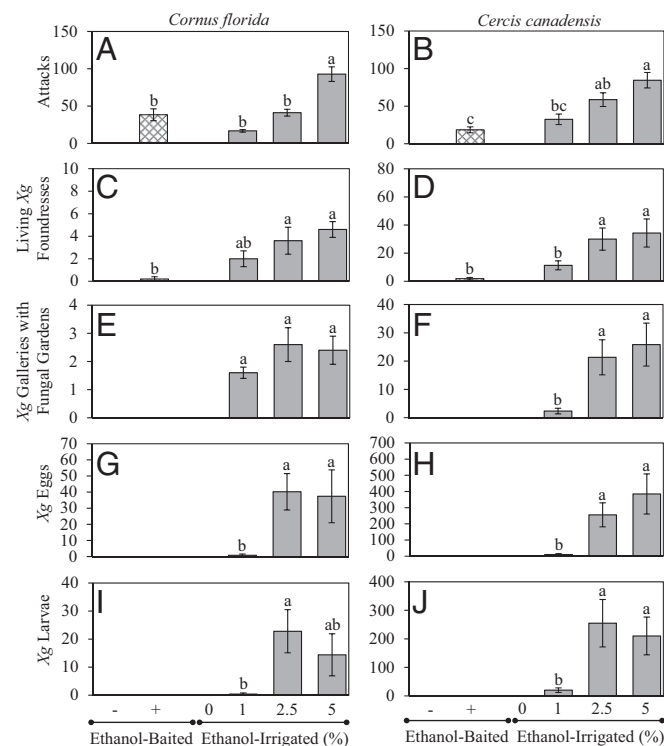 Cornus florida
Cercis canadensis
Attacks
150
100
50
0
A
b
b
b
a
150
100
50
0
B
c
bc
ab
a
Living Xg
Foundresses
10
8
6
4
2
0
C
b
ab
a
a
80
60
40
20
0
D
b
b
a
a
Xg Galleries with
Fungal Gardens
4
3
2
1
0
E
a
a
a
40
30
20
10
0
F
b
a
a
Xg Eggs
70
60
50
40
30
20
10
0
G
b
a
a
700
600
500
400
300
200
100
0
H
b
a
a
Xg Larvae
40
30
20
10
0
I
b
a
ab
400
300
200
100
0
J
b
a
a
- + 0 1 2.5 5
Ethanol-Baited Ethanol-Irrigated (%)
- + 0 1 2.5 5
Ethanol-Baited Ethanol-Irrigated (%)